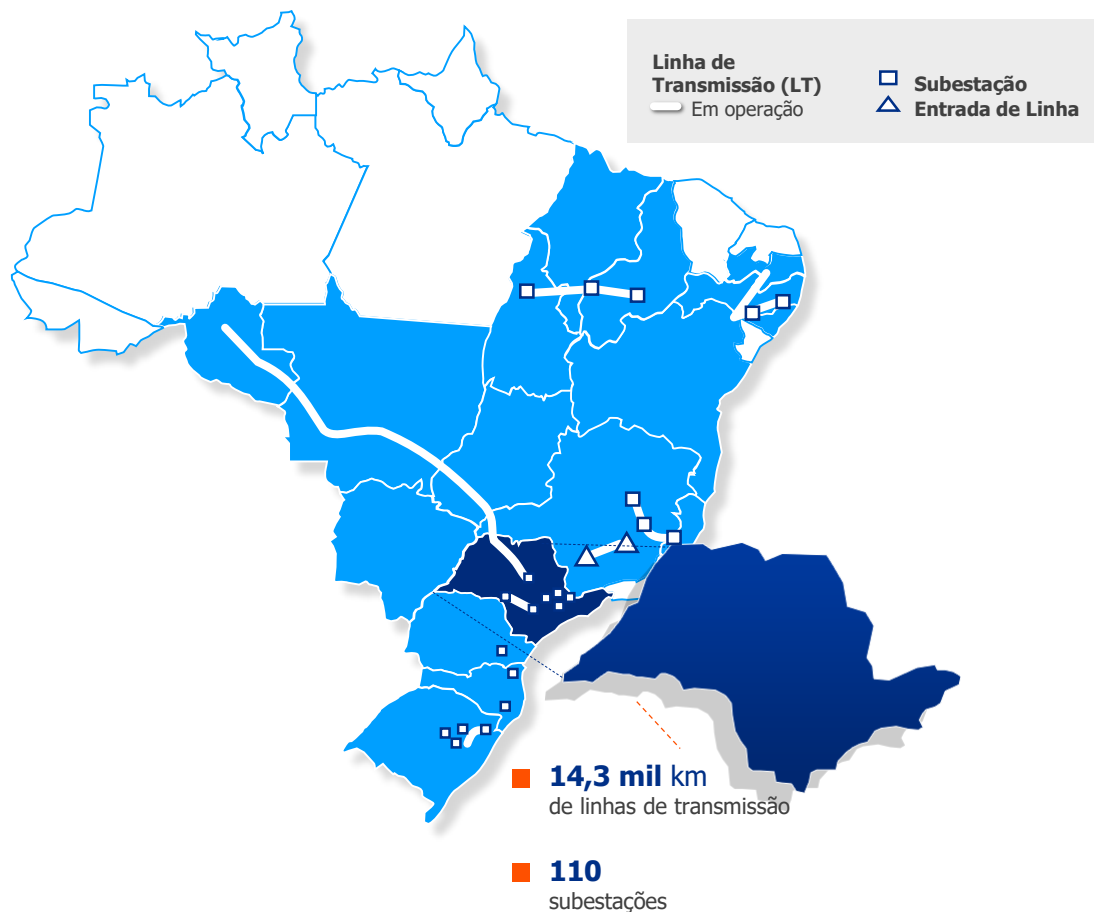 Linha de
Transmissão (LT)
Em operação
Subestação
Entrada de Linha
14,3 mil km
de linhas de transmissão
110
subestações